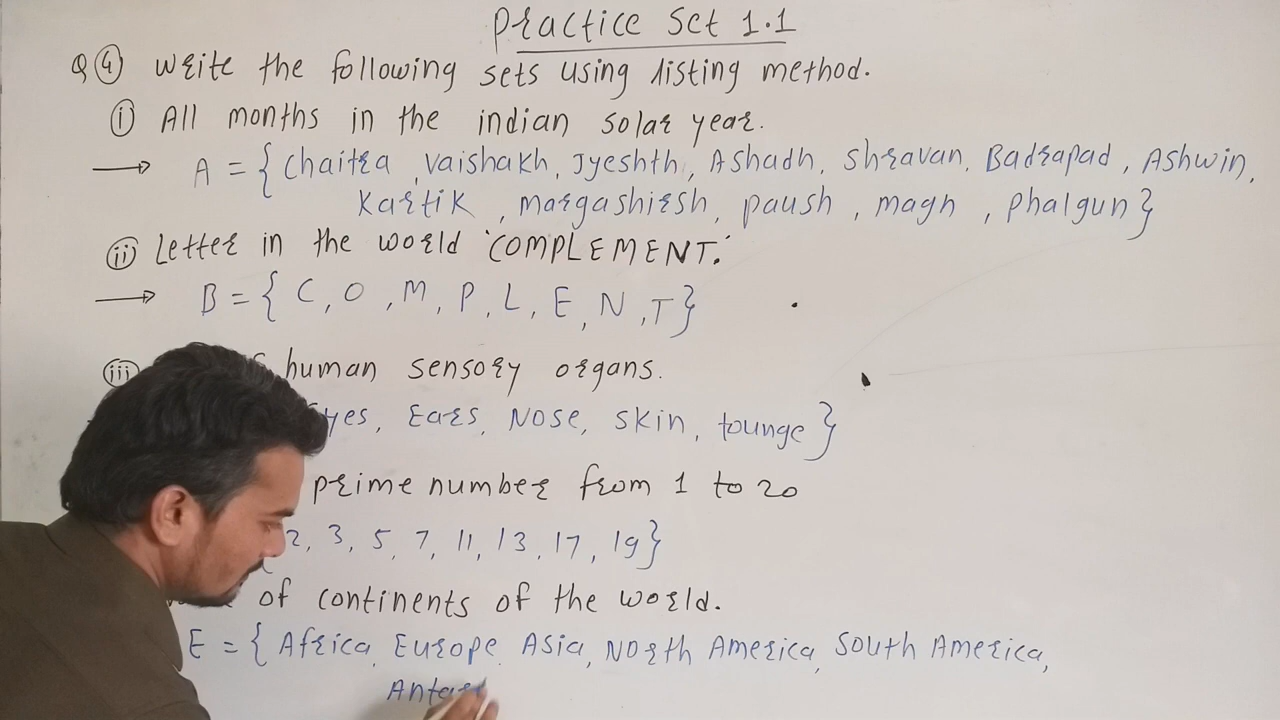 Practice Set 1.1
Q④ Write the following sets using listing method.
ⓘ All months in the indian solar year.
→ A = { Chaitra, Vaishakh, Jyeshth, Ashadh, Shravan, Badrapad, Ashwin,
Kartik, margashirsh, paush, magh, phalgun}
ⓘⓘ Letter in the world 'COMPLEMENT.'
→ B = { C, O, M, P, L, E, N, T}
ⓘⓘⓘ human sensory organs.
Eyes, Ears, Nose, skin, tounge}
prime number from 1 to 20
2, 3, 5, 7, 11, 13, 17, 19}
of continents of the world.
E = { Africa, Europe, Asia, North America, South America,